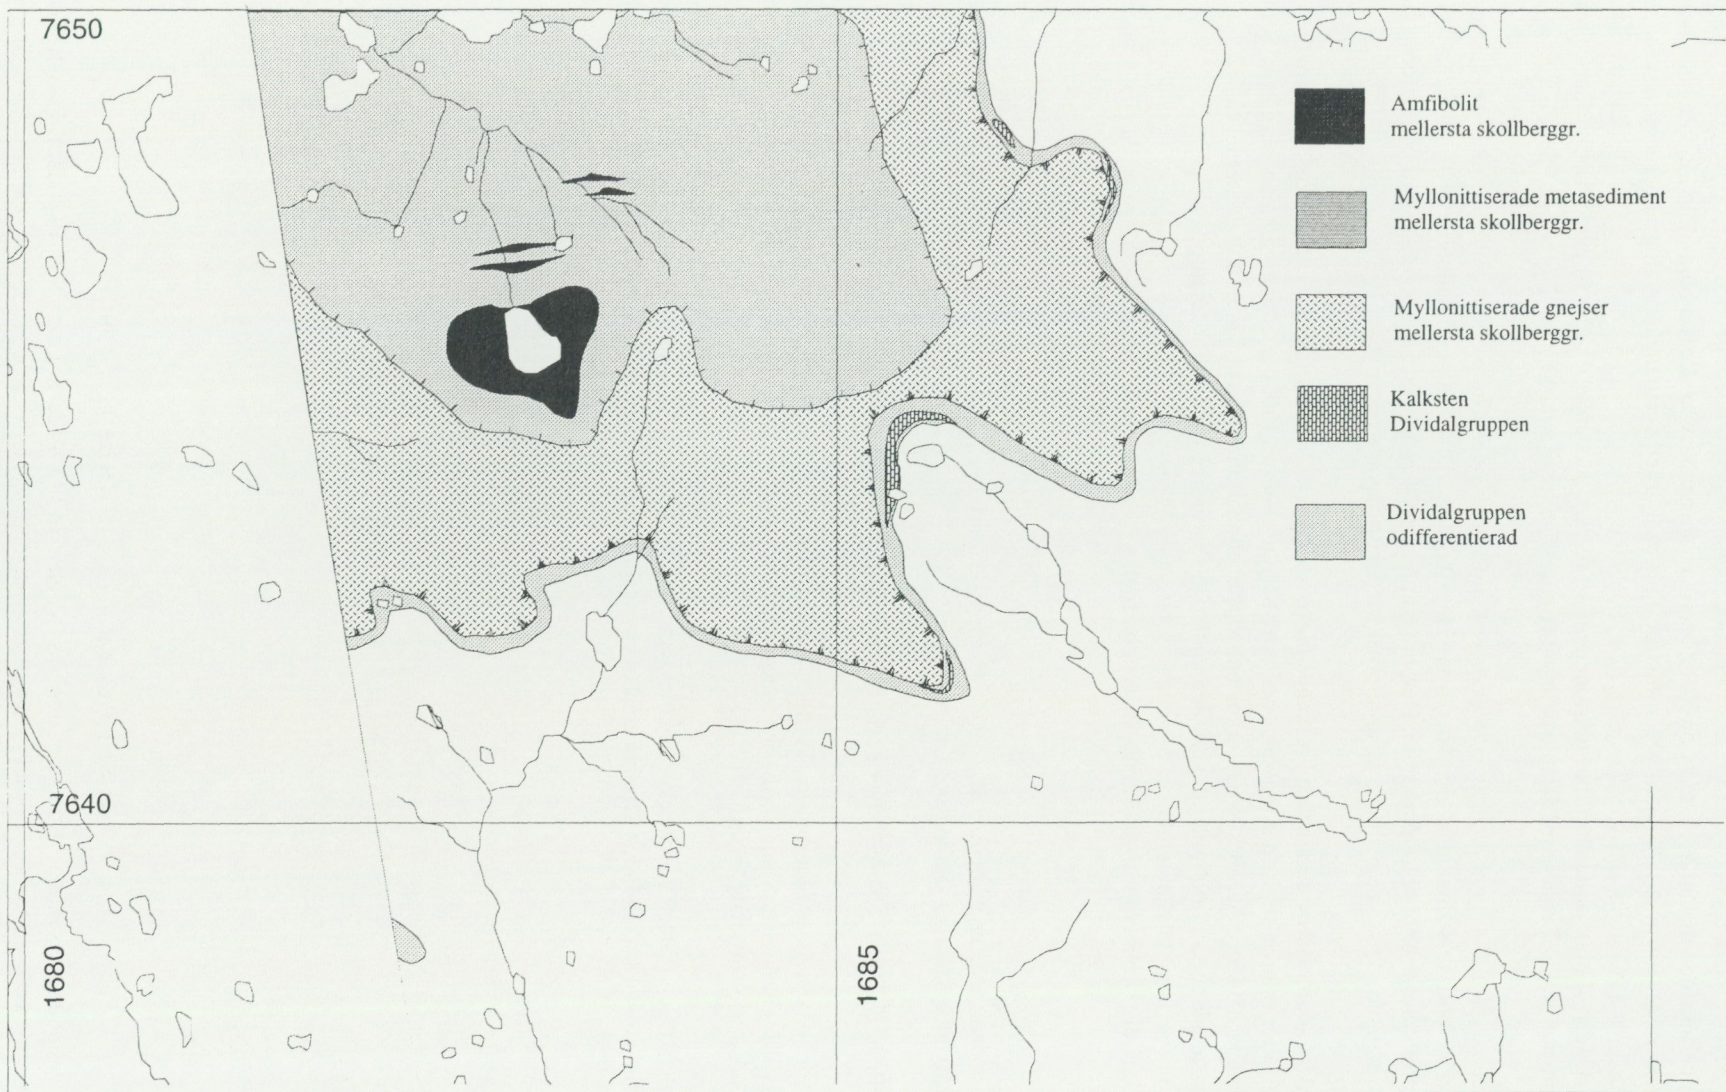 7650
Amfibolit
mellersta skollberggr.
Myllonittiserade metasediment
mellersta skollberggr.
Myllonittiserade gnejser
mellersta skollberggr.
Kalksten
Dividalgruppen
Dividalgruppen
odifferentierad
7640
1680
1685